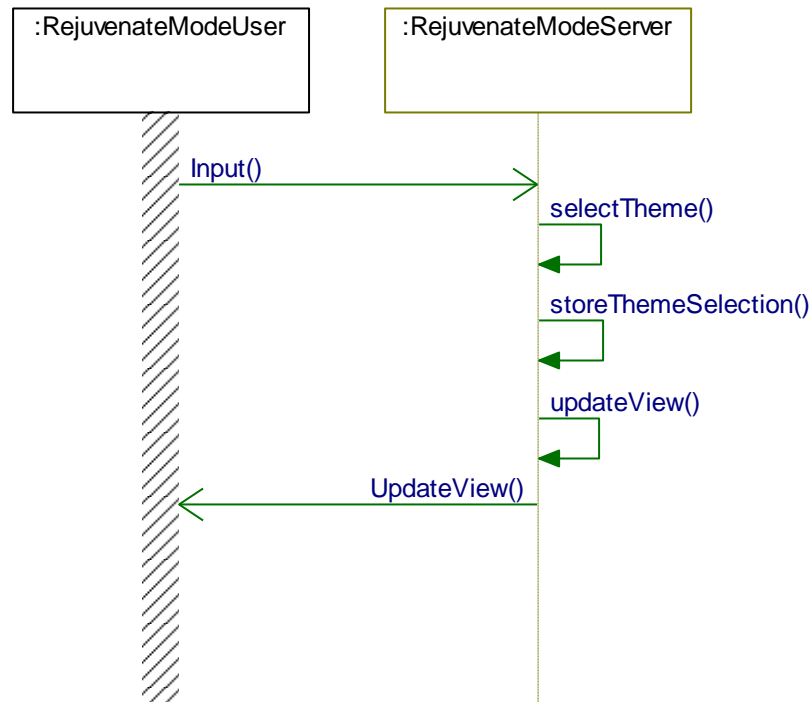 :RejuvenateModeUser
:RejuvenateModeServer
Input()
selectTheme()
storeThemeSelection()
updateView()
UpdateView()